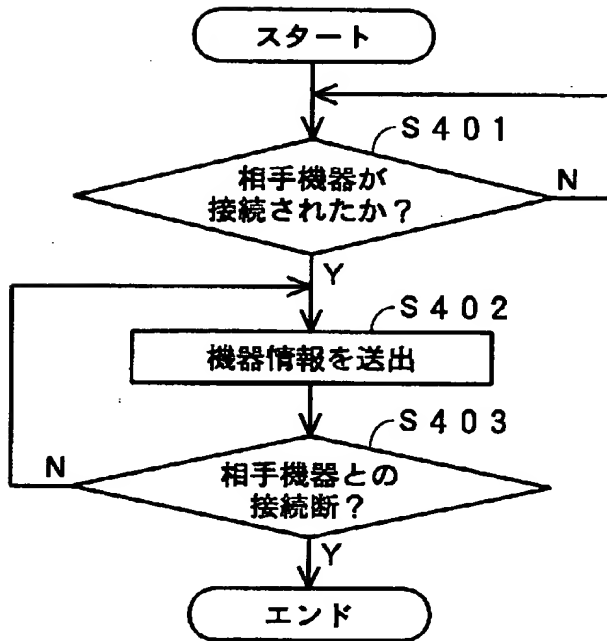 スタート
S401
相手機器が
接続されたか？
N
Y
S402
機器情報を送出
S403
N
相手機器との
接続断？
Y
エンド